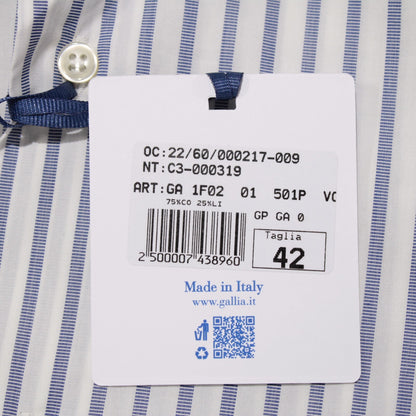 OC:22/60/000217-009
NT:C3-000319
ART:GA 1F02 01 501P
75%CO 25%LI
GP GA 0
Taglia
42
2 500007 438960
Made in Italy
www.gallia.it